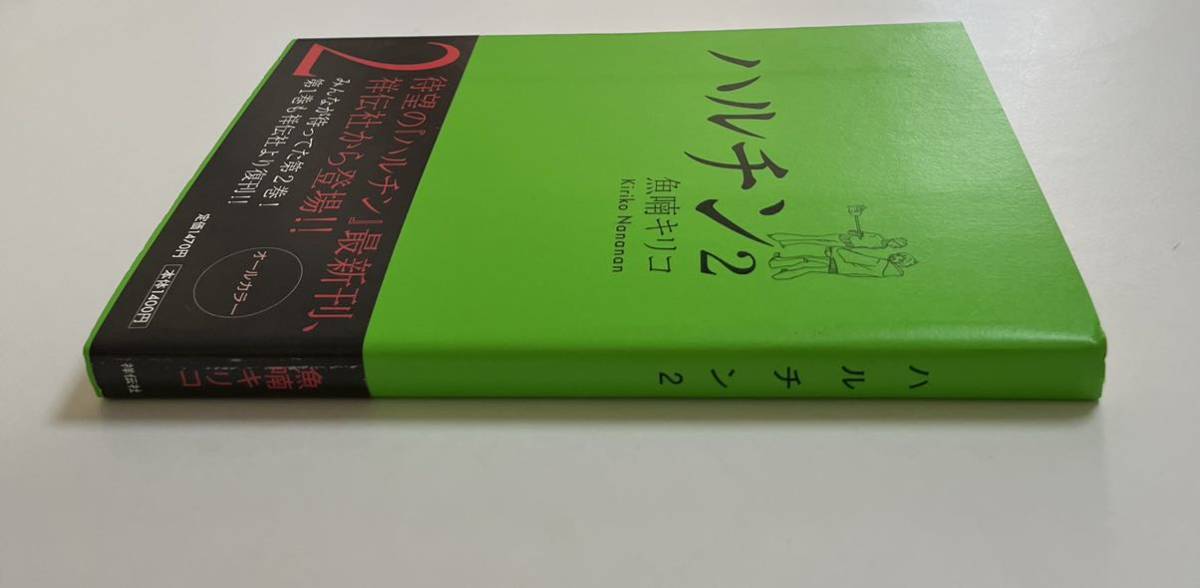 ハルチン2
魚喃キリコ
Kiriko Nananan
2
待望の『ハルチン』最新刊、
祥伝社から登場!!
みんなが待ってた第2巻!
第1巻も祥伝社より復刊!!
オールカラー
定価1470円 本体1400円
ハルチン2
魚喃キリコ
祥伝社